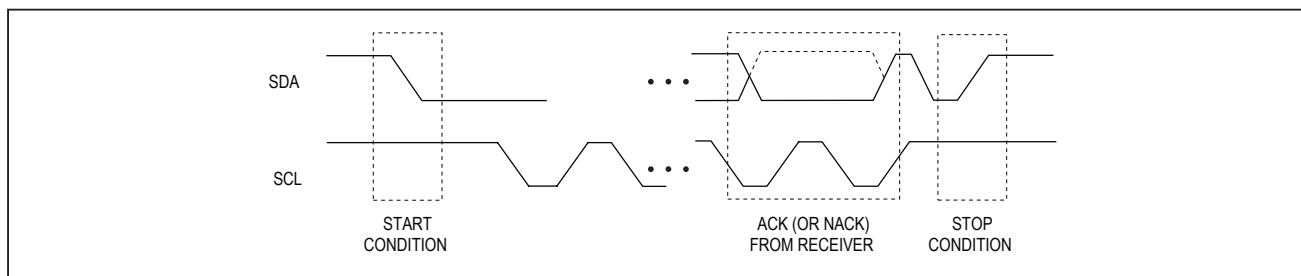 SDA
SCL
START
CONDITION
ACK (OR NACK)
FROM RECEIVER
STOP
CONDITION